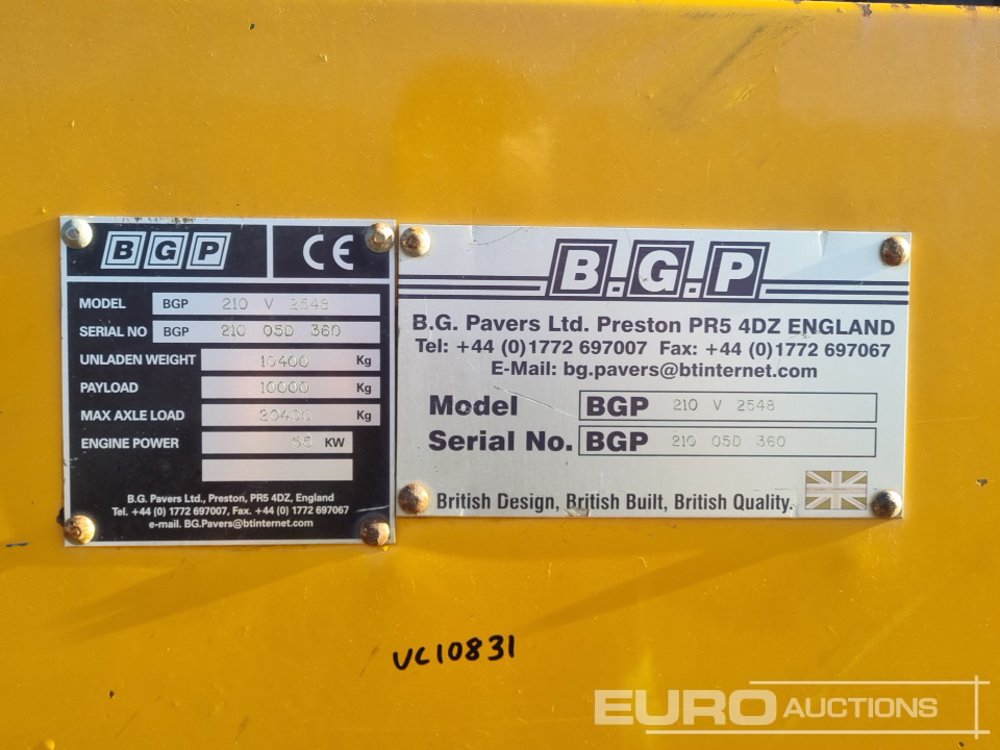 BGP CE
MODEL BGP 210 V 2548
SERIAL NO BGP 210 05D 360
UNLADEN WEIGHT 10400 Kg
PAYLOAD 10000 Kg
MAX AXLE LOAD 20400 Kg
ENGINE POWER 55 KW
B.G. Pavers Ltd., Preston, PR5 4DZ, England
Tel. +44 (0) 1772 697007, Fax. +44 (0) 1772 697067
e-mail. BG.Pavers@btinternet.com
B.G.P.
B.G. Pavers Ltd. Preston PR5 4DZ ENGLAND
Tel: +44 (0)1772 697007 Fax: +44 (0)1772 697067
E-Mail: bg.pavers@btinternet.com
Model BGP 210 V 2548
Serial No. BGP 210 05D 360
British Design, British Built, British Quality.
VC10831
EURO AUCTIONS